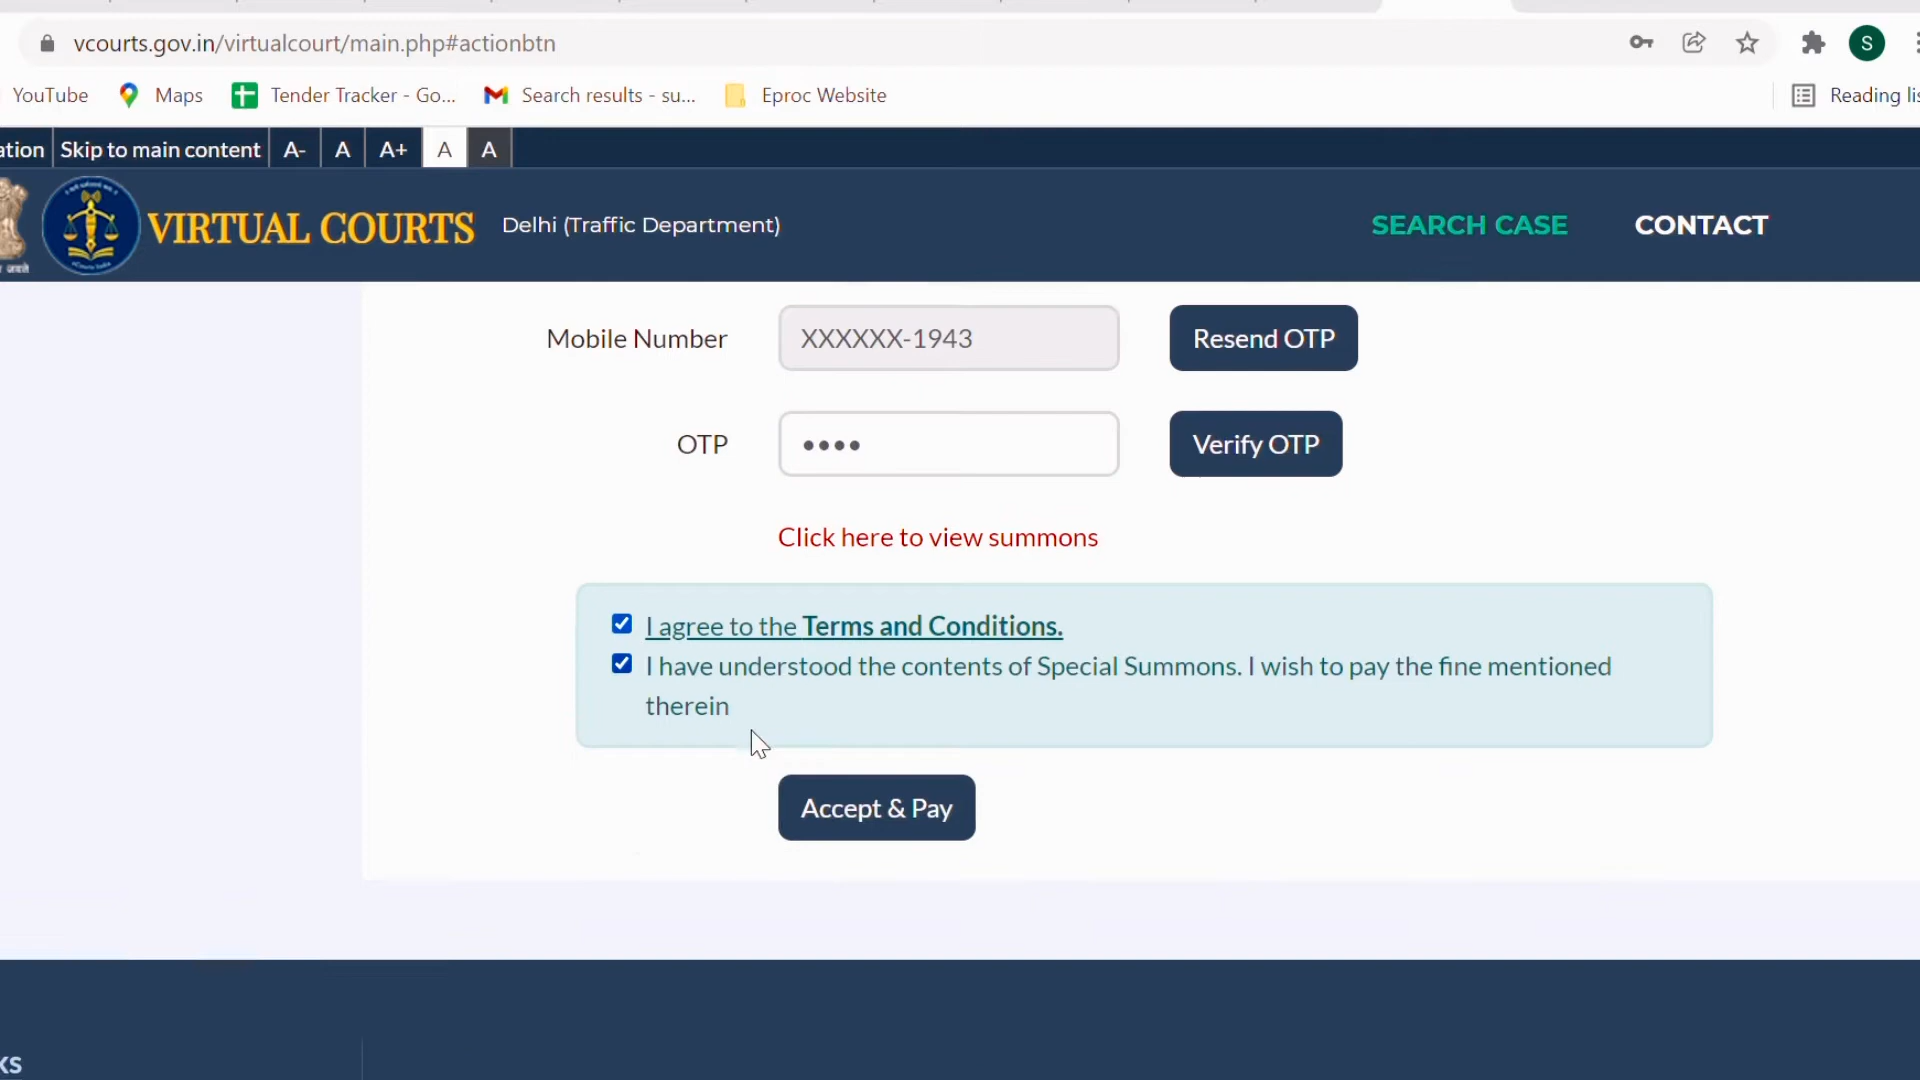 vcourts.gov.in/virtualcourt/main.php#actionbtn
S
YouTube Maps Tender Tracker - Go... Search results - su... Eproc Website Reading lis
ation Skip to main content A- A A+ A A
VIRTUAL COURTS Delhi (Traffic Department) SEARCH CASE CONTACT
Mobile Number XXXXXX-1943 Resend OTP
OTP •••• Verify OTP
Click here to view summons
I agree to the Terms and Conditions.
I have understood the contents of Special Summons. I wish to pay the fine mentioned
therein
Accept & Pay
ks